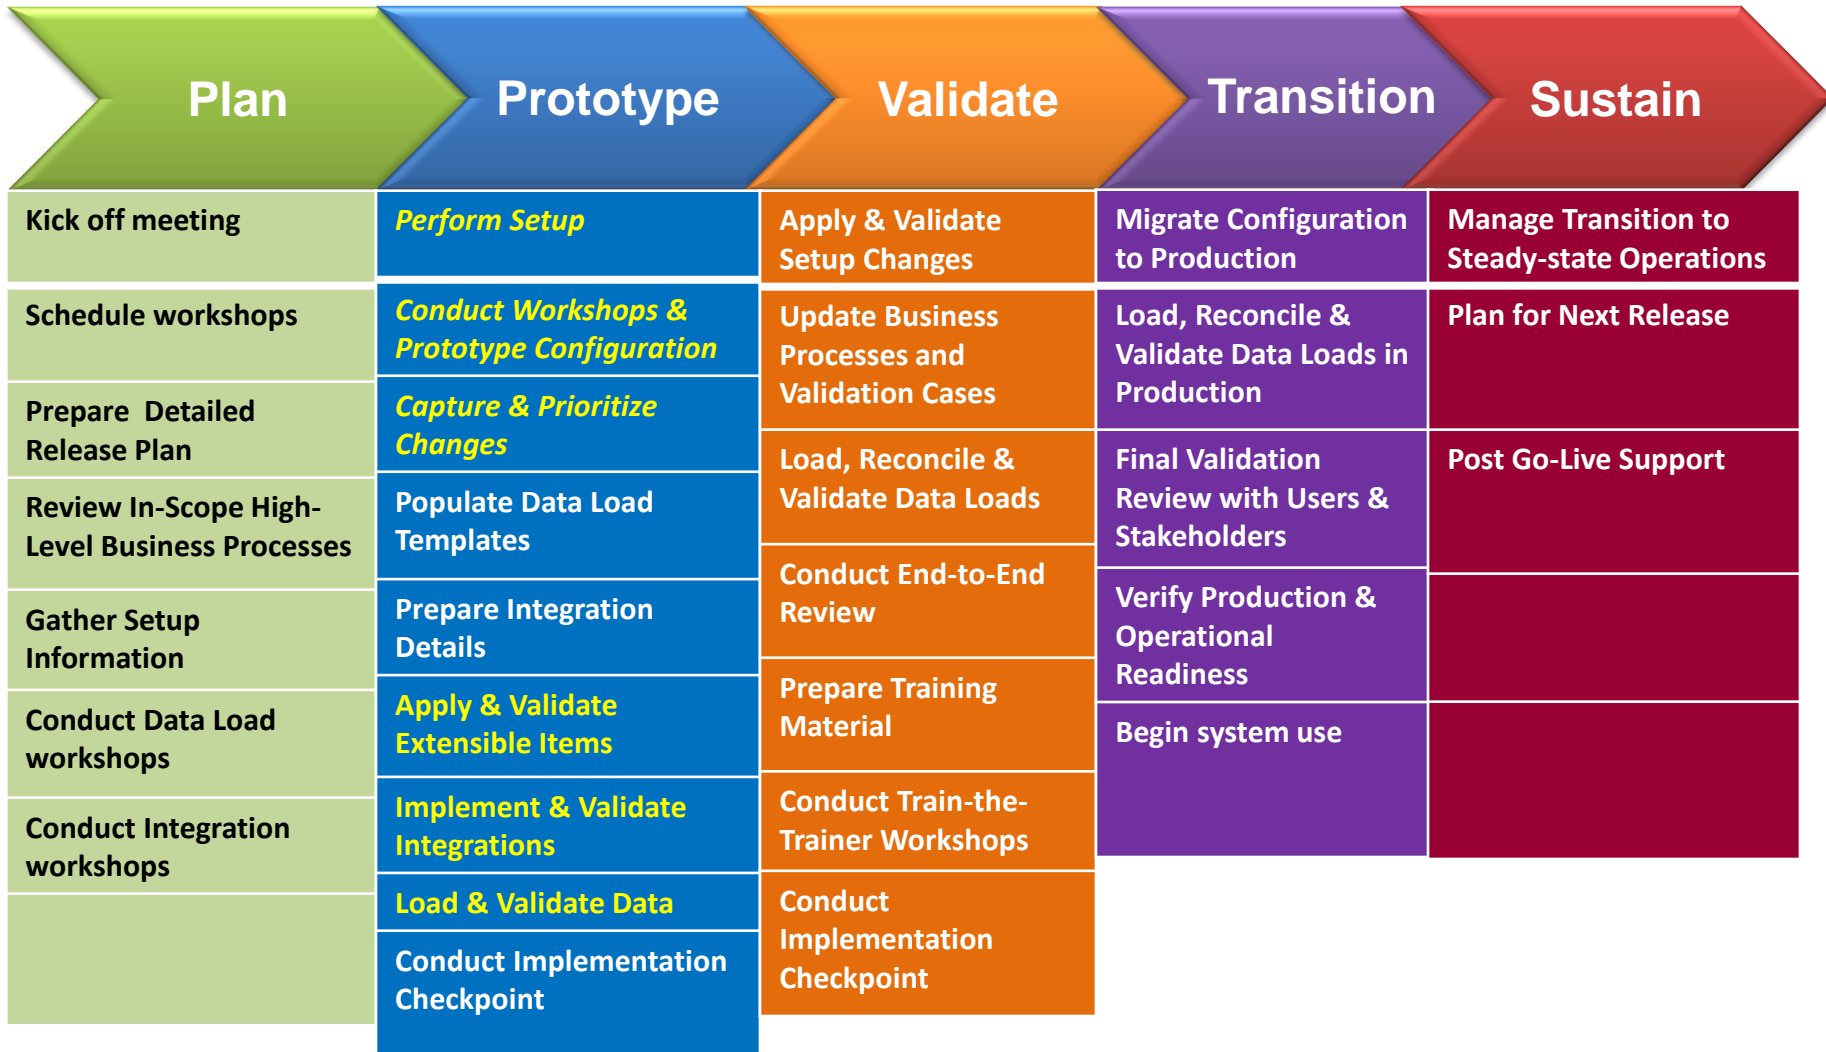 Plan
Prototype
Validate
Transition
Sustain
Kick off meeting
Schedule workshops
Prepare  Detailed
Release Plan
Review In-Scope High-
Level Business Processes
Gather Setup
Information
Conduct Data Load
workshops
Conduct Integration
workshops
Perform Setup
Conduct Workshops &
Prototype Configuration
Capture & Prioritize
Changes
Populate Data Load
Templates
Prepare Integration
Details
Apply & Validate
Extensible Items
Implement & Validate
Integrations
Load & Validate Data
Conduct Implementation
Checkpoint
Apply & Validate
Setup Changes
Update Business
Processes and
Validation Cases
Load, Reconcile &
Validate Data Loads
Conduct End-to-End
Review
Prepare Training
Material
Conduct Train-the-
Trainer Workshops
Conduct
Implementation
Checkpoint
Migrate Configuration
to Production
Load, Reconcile &
Validate Data Loads in
Production
Final Validation
Review with Users &
Stakeholders
Verify Production &
Operational
Readiness
Begin system use
Manage Transition to
Steady-state Operations
Plan for Next Release
Post Go-Live Support